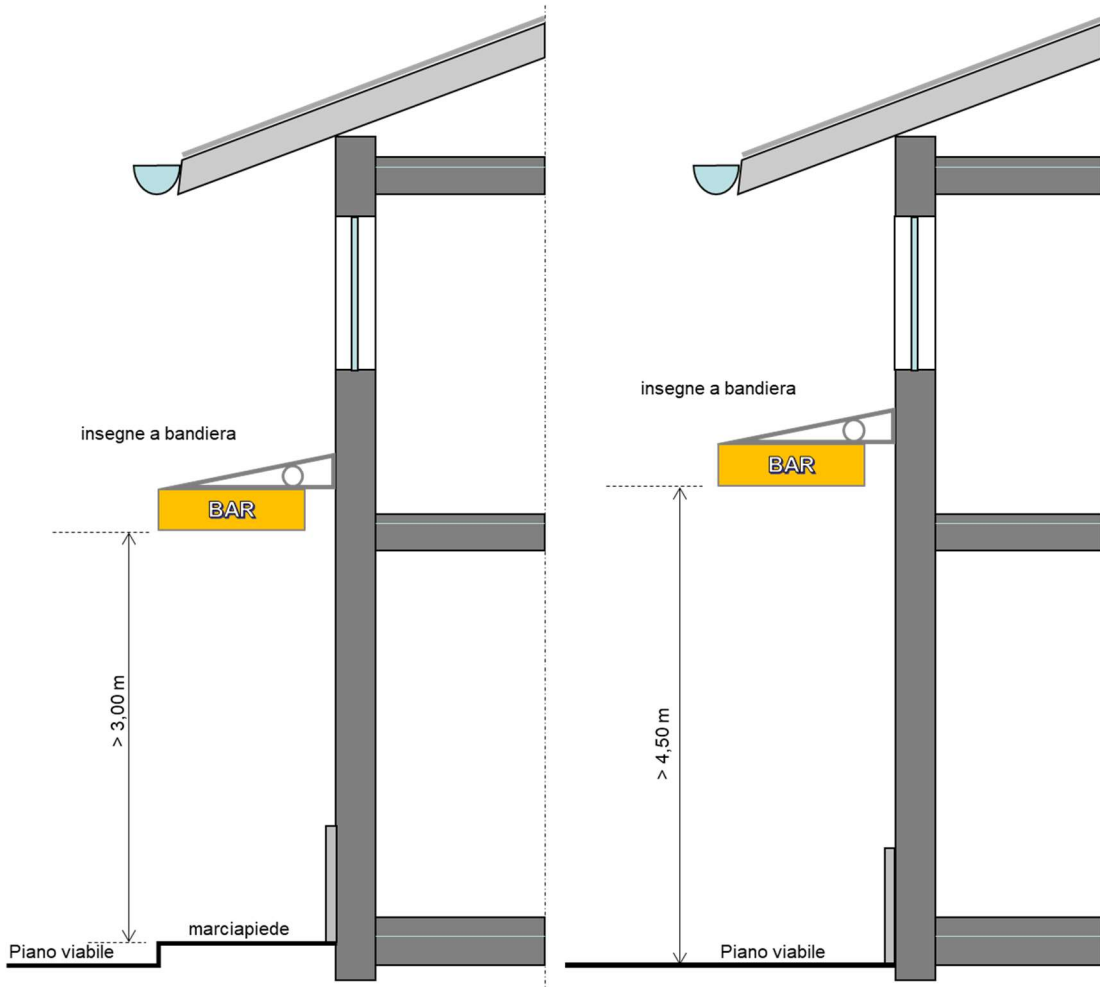 insegne a bandiera
BAR
> 3,00 m
marciapiede
Piano viabile
insegne a bandiera
BAR
> 4,50 m
Piano viabile